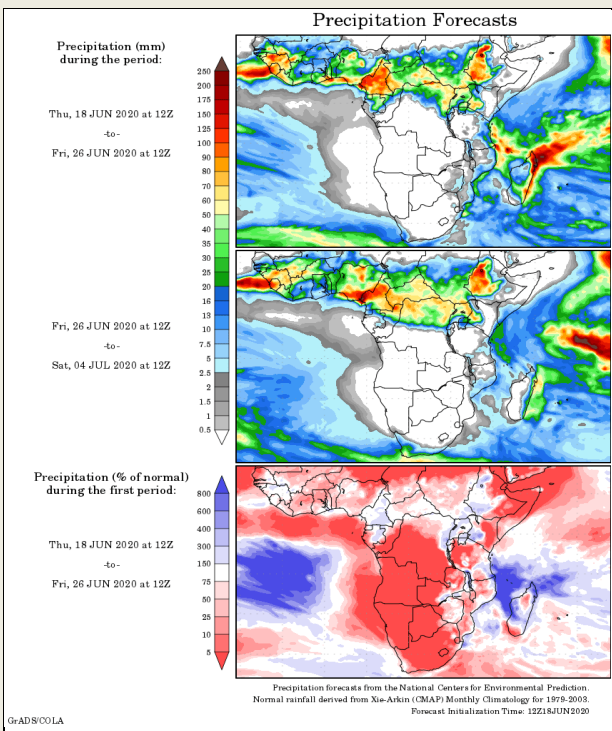 Precipitation Forecasts
Precipitation (mm)
during the period:
Thu, 18 JUN 2020 at 12Z
-to-
Fri, 26 JUN 2020 at 12Z
250
200
175
150
125
100
90
80
70
60
50
40
35
30
25
20
16
13
10
7.5
5
2.5
2
1.5
1
0.5
Fri, 26 JUN 2020 at 12Z
-to-
Sat, 04 JUL 2020 at 12Z
Precipitation (% of normal)
during the first period:
Thu, 18 JUN 2020 at 12Z
-to-
Fri, 26 JUN 2020 at 12Z
800
600
400
300
150
75
50
25
10
5
Precipitation forecasts from the National Centers for Environmental Prediction.
Normal rainfall derived from Xie-Arkin (CMAP) Monthly Climatology for 1979-2003.
Forecast Initialization Time: 12Z18JUN2020
GrADS/COLA